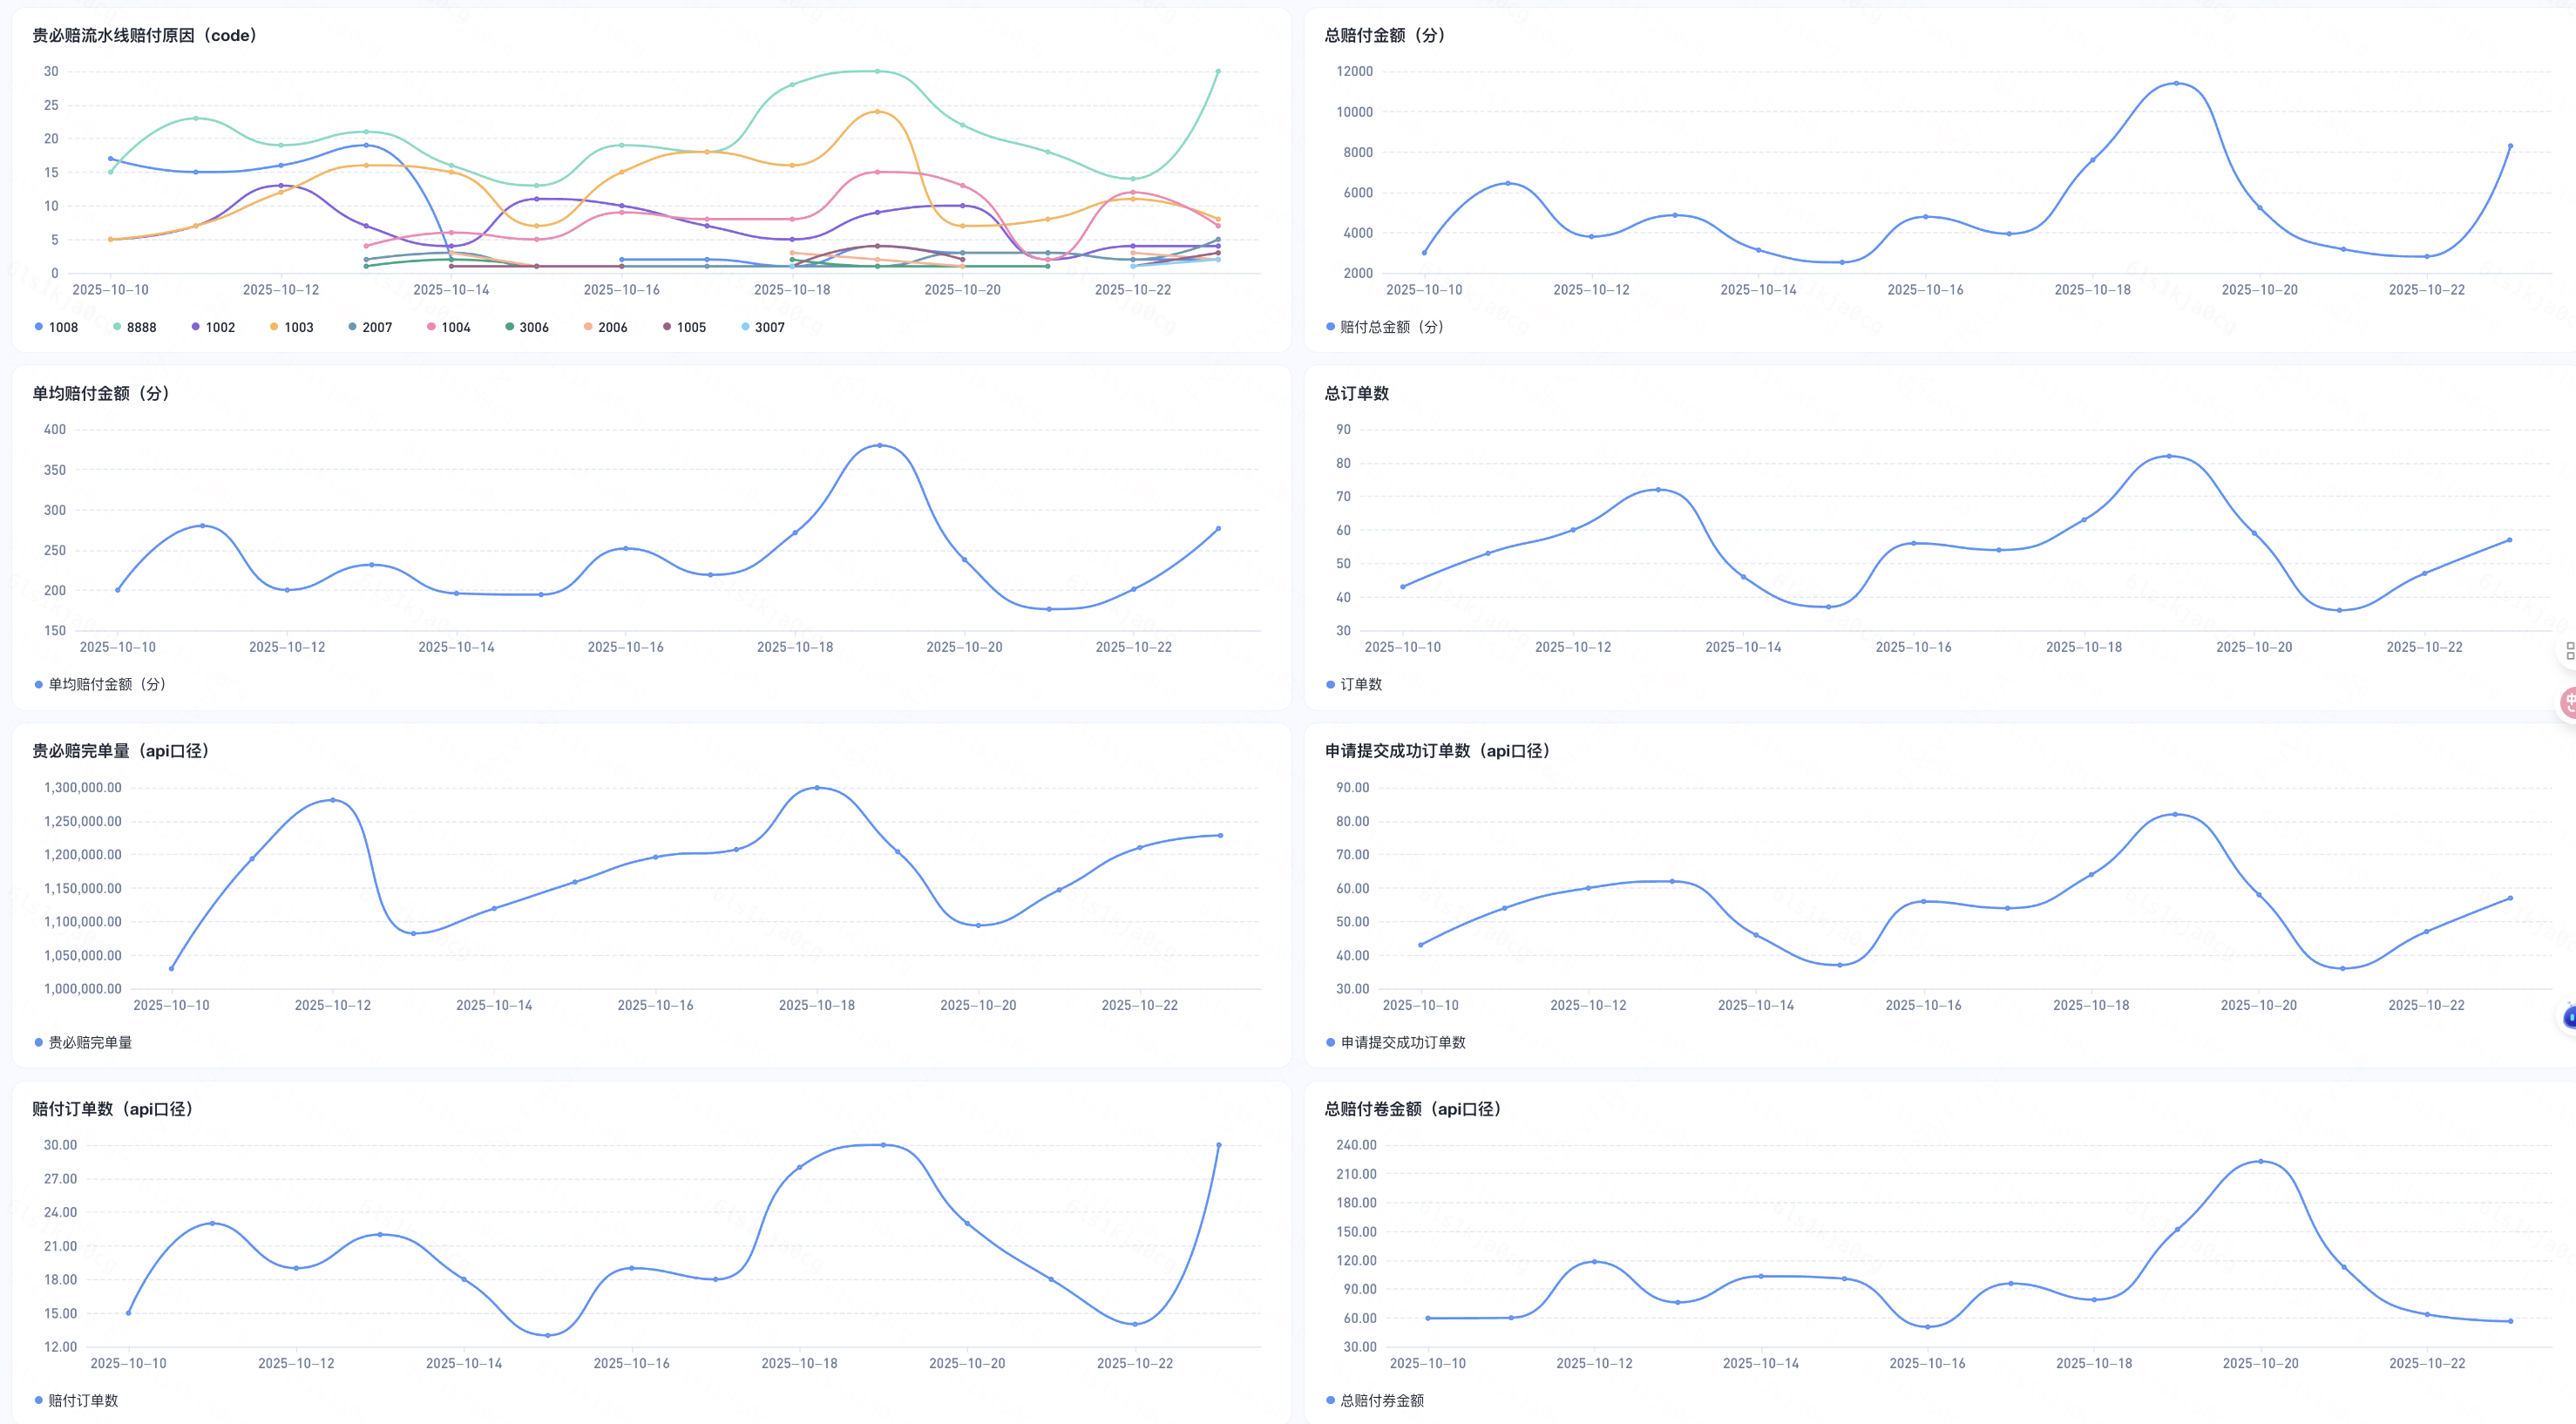 贵必赔流水线赔付原因（code）
30
25
20
15
10
5
0
2025-10-10 2025-10-12 2025-10-14 2025-10-16 2025-10-18 2025-10-20 2025-10-22
1008 8888 1002 1003 2007 1004 3006 2006 1005 3007
总赔付金额（分）
12000
10000
8000
6000
4000
2000
2025-10-10 2025-10-12 2025-10-14 2025-10-16 2025-10-18 2025-10-20 2025-10-22
赔付总金额（分）
单均赔付金额（分）
400
350
300
250
200
150
2025-10-10 2025-10-12 2025-10-14 2025-10-16 2025-10-18 2025-10-20 2025-10-22
单均赔付金额（分）
总订单数
90
80
70
60
50
40
30
2025-10-10 2025-10-12 2025-10-14 2025-10-16 2025-10-18 2025-10-20 2025-10-22
订单数
贵必赔完单量（api口径）
1,300,000.00
1,250,000.00
1,200,000.00
1,150,000.00
1,100,000.00
1,050,000.00
1,000,000.00
2025-10-10 2025-10-12 2025-10-14 2025-10-16 2025-10-18 2025-10-20 2025-10-22
贵必赔完单量
申请提交成功订单数（api口径）
90.00
80.00
70.00
60.00
50.00
40.00
30.00
2025-10-10 2025-10-12 2025-10-14 2025-10-16 2025-10-18 2025-10-20 2025-10-22
申请提交成功订单数
赔付订单数（api口径）
30.00
27.00
24.00
21.00
18.00
15.00
12.00
2025-10-10 2025-10-12 2025-10-14 2025-10-16 2025-10-18 2025-10-20 2025-10-22
赔付订单数
总赔付卷金额（api口径）
240.00
210.00
180.00
150.00
120.00
90.00
60.00
30.00
2025-10-10 2025-10-12 2025-10-14 2025-10-16 2025-10-18 2025-10-20 2025-10-22
总赔付券金额